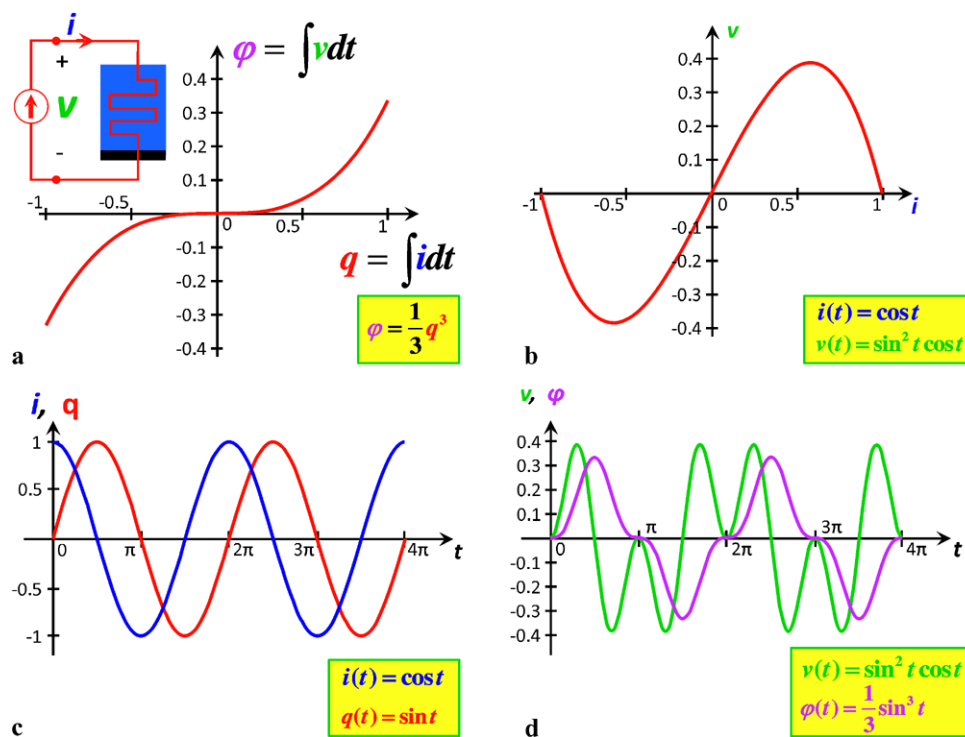 i
φ = ∫vdt
+
v
-
0.4
0.3
0.2
0.1
-1
-0.5
0
0.5
1
-0.1
-0.2
-0.3
-0.4
q = ∫idt
φ = 1/3 q³
a
v
0.4
0.3
0.2
0.1
-1
-0.5
0
0.5
1
i
-0.1
-0.2
-0.3
-0.4
i(t) = cos t
v(t) = sin² t cos t
b
i, q
1
0.5
0
π
2π
3π
4π
t
-0.5
-1
i(t) = cos t
q(t) = sin t
c
v, φ
0.4
0.3
0.2
0.1
0
π
2π
3π
4π
t
-0.1
-0.2
-0.3
-0.4
v(t) = sin² t cos t
φ(t) = 1/3 sin³ t
d